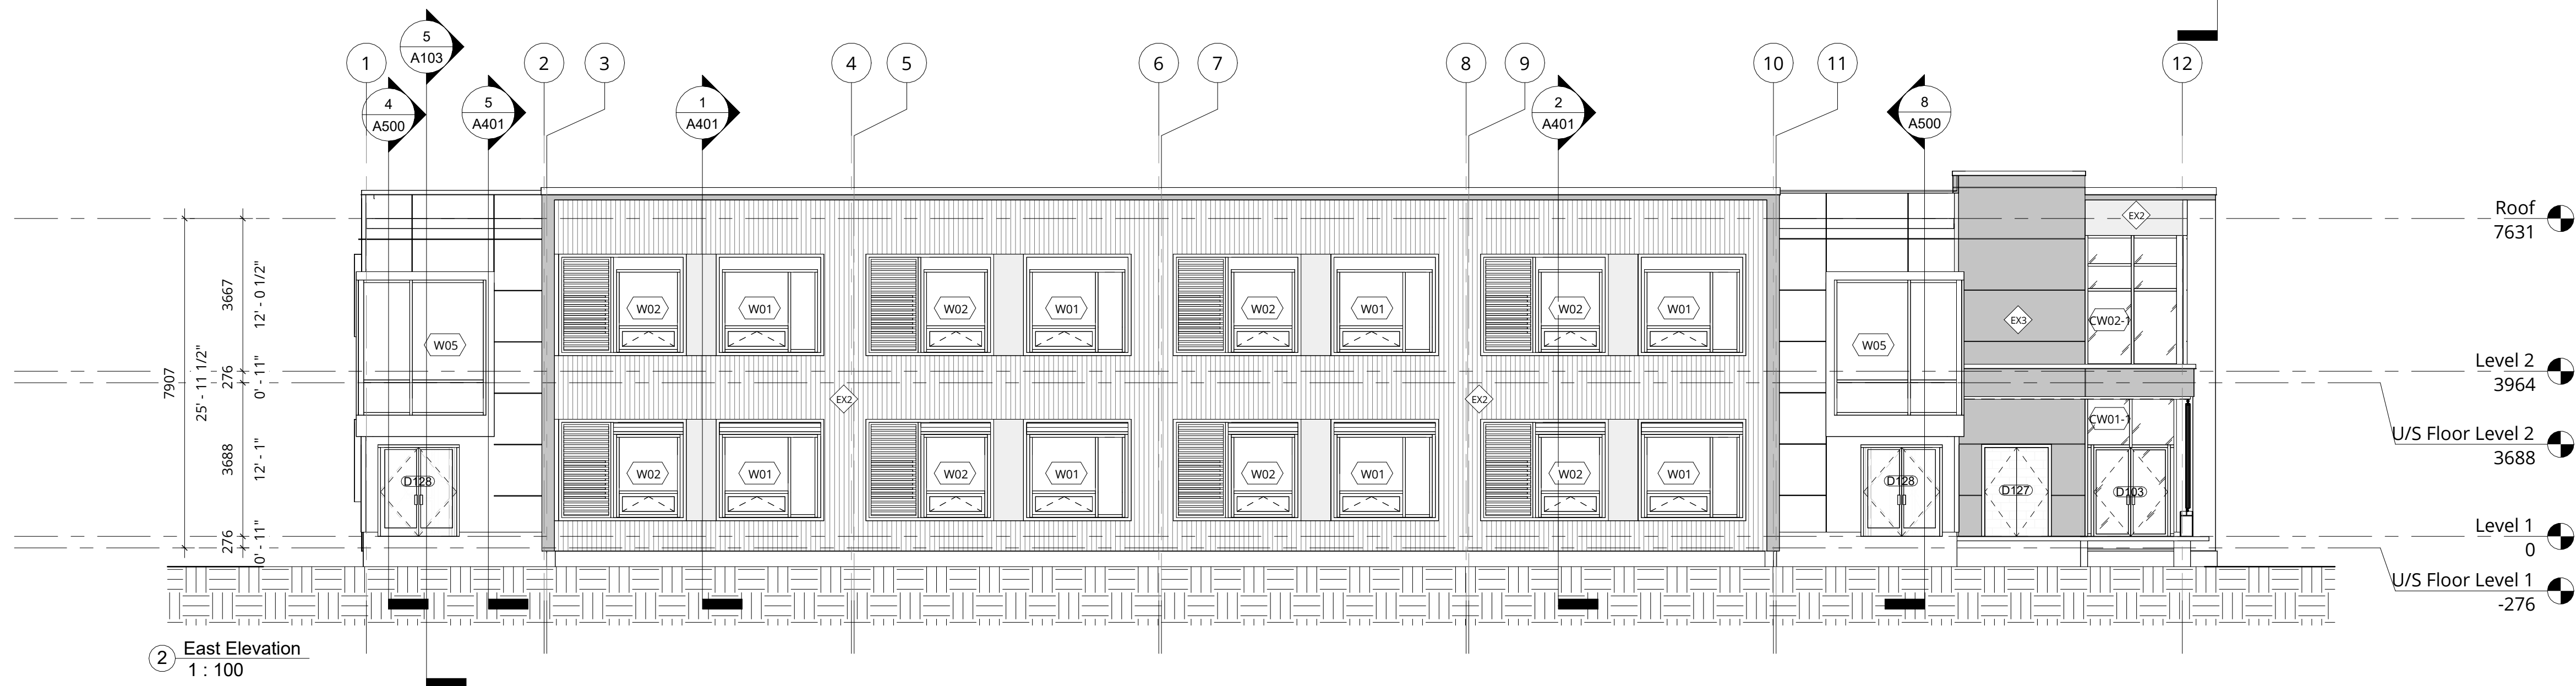 5
A103
1
2
3
4
5
6
7
8
9
10
11
12
4
A500
5
A401
1
A401
2
A401
8
A500
Roof
7631
EX2
3667
12' - 0 1/2"
W02
W01
W02
W01
W02
W01
W02
W01
EX3
CW02-1
W05
W05
Level 2
3964
7907
25' - 11 1/2"
276
0' - 11"
EX2
EX2
CW01-1
U/S Floor Level 2
3688
3688
12' - 1"
W02
W01
W02
W01
W02
W01
W02
W01
D128
D128
D127
D103
Level 1
0
276
0' - 11"
U/S Floor Level 1
-276
2
East Elevation
1 : 100